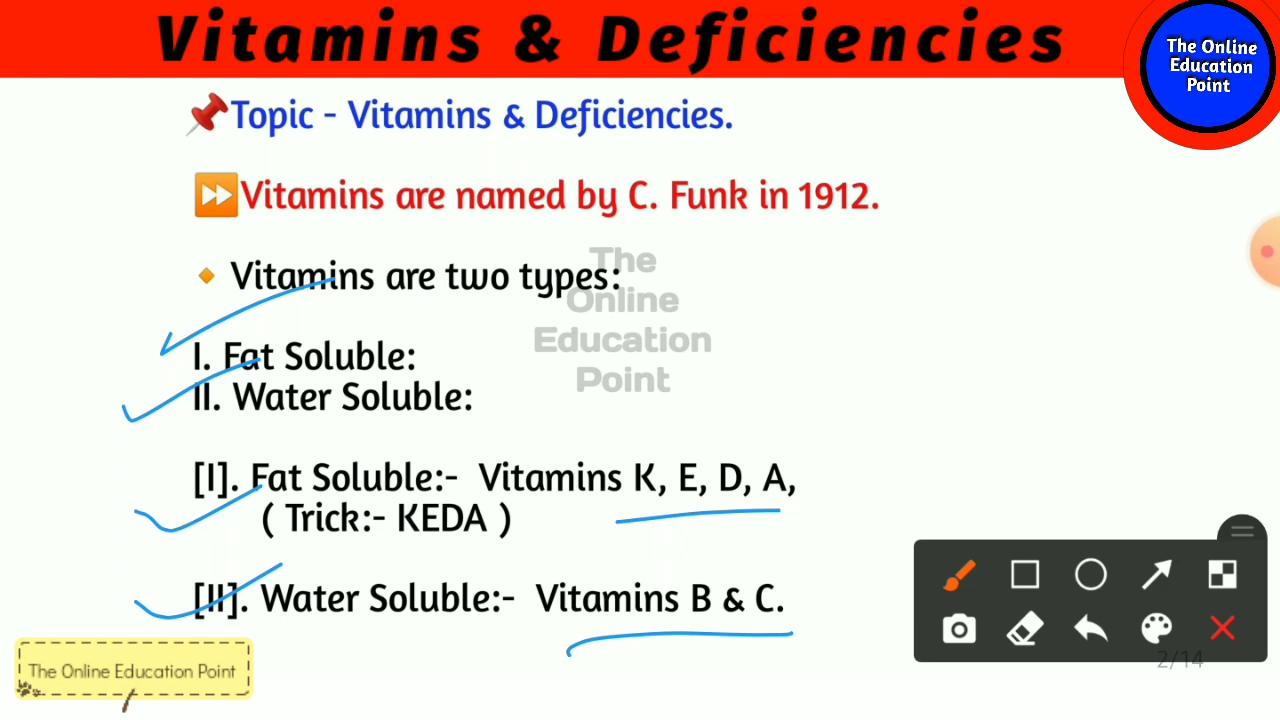 Vitamins & Deficiencies
The Online
Education
Point
Topic - Vitamins & Deficiencies.
Vitamins are named by C. Funk in 1912.
Vitamins are two types:
The
Online
Education
Point
I. Fat Soluble:
II. Water Soluble:
[I]. Fat Soluble:- Vitamins K, E, D, A,
( Trick:- KEDA )
[II]. Water Soluble:- Vitamins B & C.
The Online Education Point
2/14